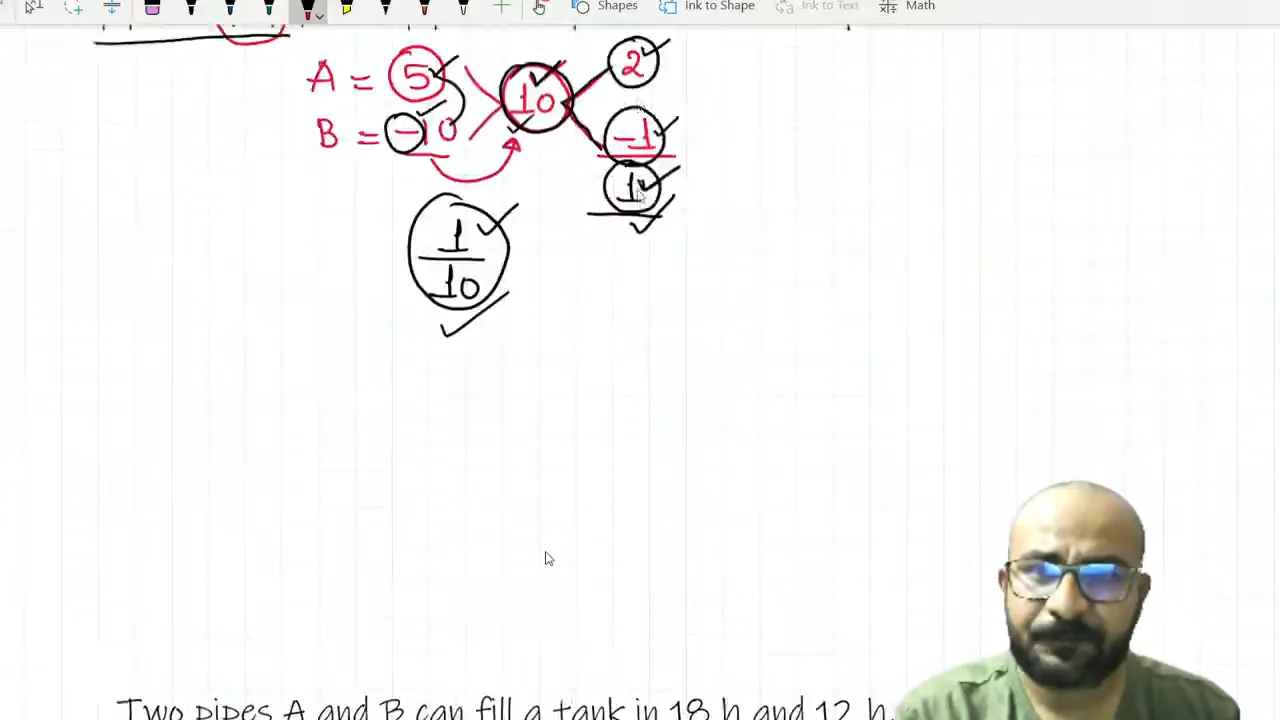 Shapes Ink to Shape Ink to Text Math
A = 5 10 2
B = -10 -1
1
1
10
Two pipes A and B can fill a tank in 18 h and 12 h.